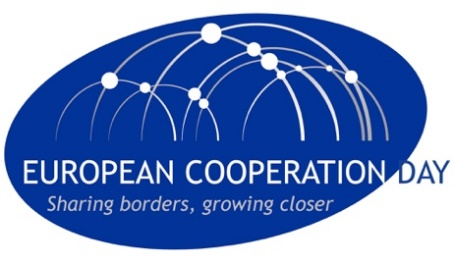 EUROPEAN COOPERATION DAY
Sharing borders, growing closer